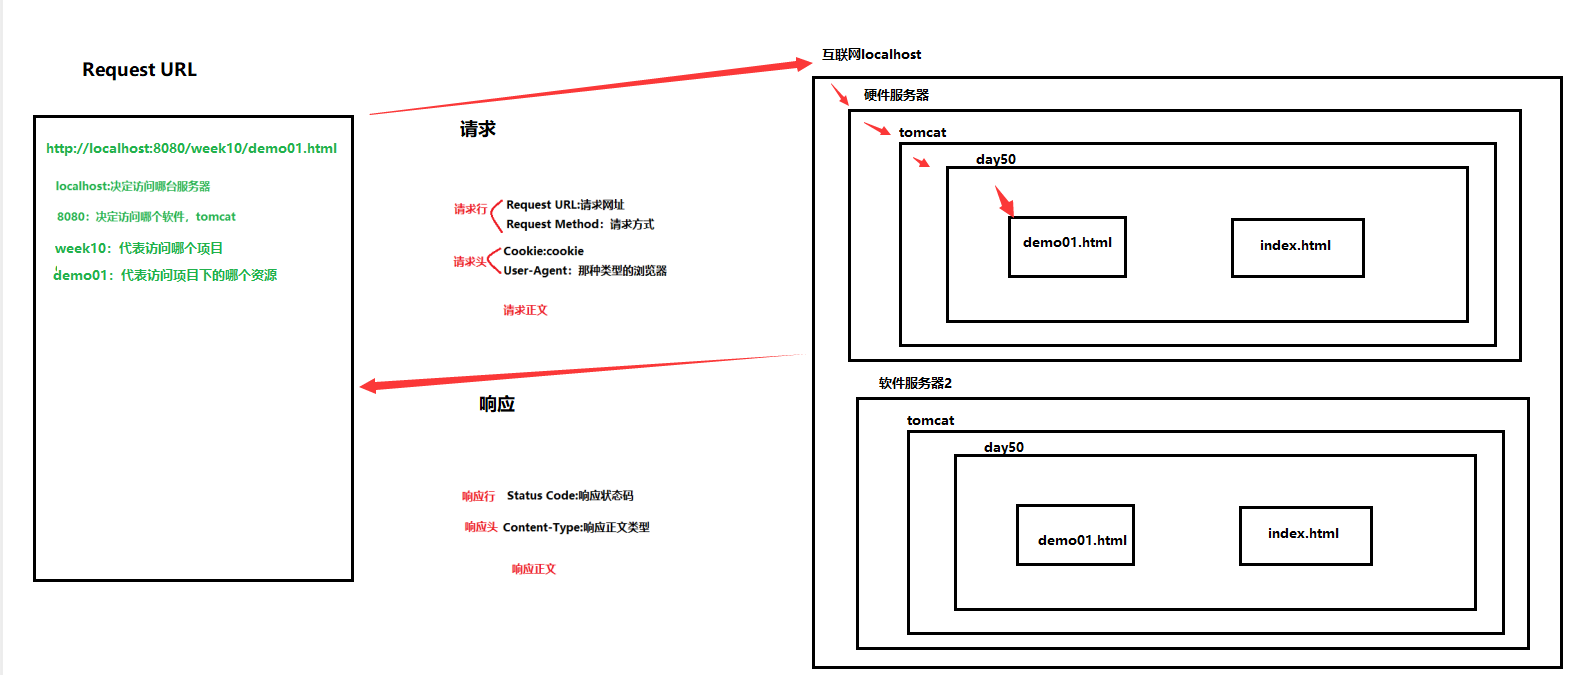 Request URL
http://localhost:8080/week10/demo01.html
localhost:决定访问哪台服务器
8080：决定访问哪个软件，tomcat
week10：代表访问哪个项目
demo01：代表访问项目下的哪个资源
请求
请求行
Request URL:请求网址
Request Method：请求方式
请求头
Cookie:cookie
User-Agent：那种类型的浏览器
请求正文
响应
响应行 Status Code:响应状态码
响应头 Content-Type:响应正文类型
响应正文
互联网localhost
硬件服务器
tomcat
day50
demo01.html
index.html
软件服务器2
tomcat
day50
demo01.html
index.html